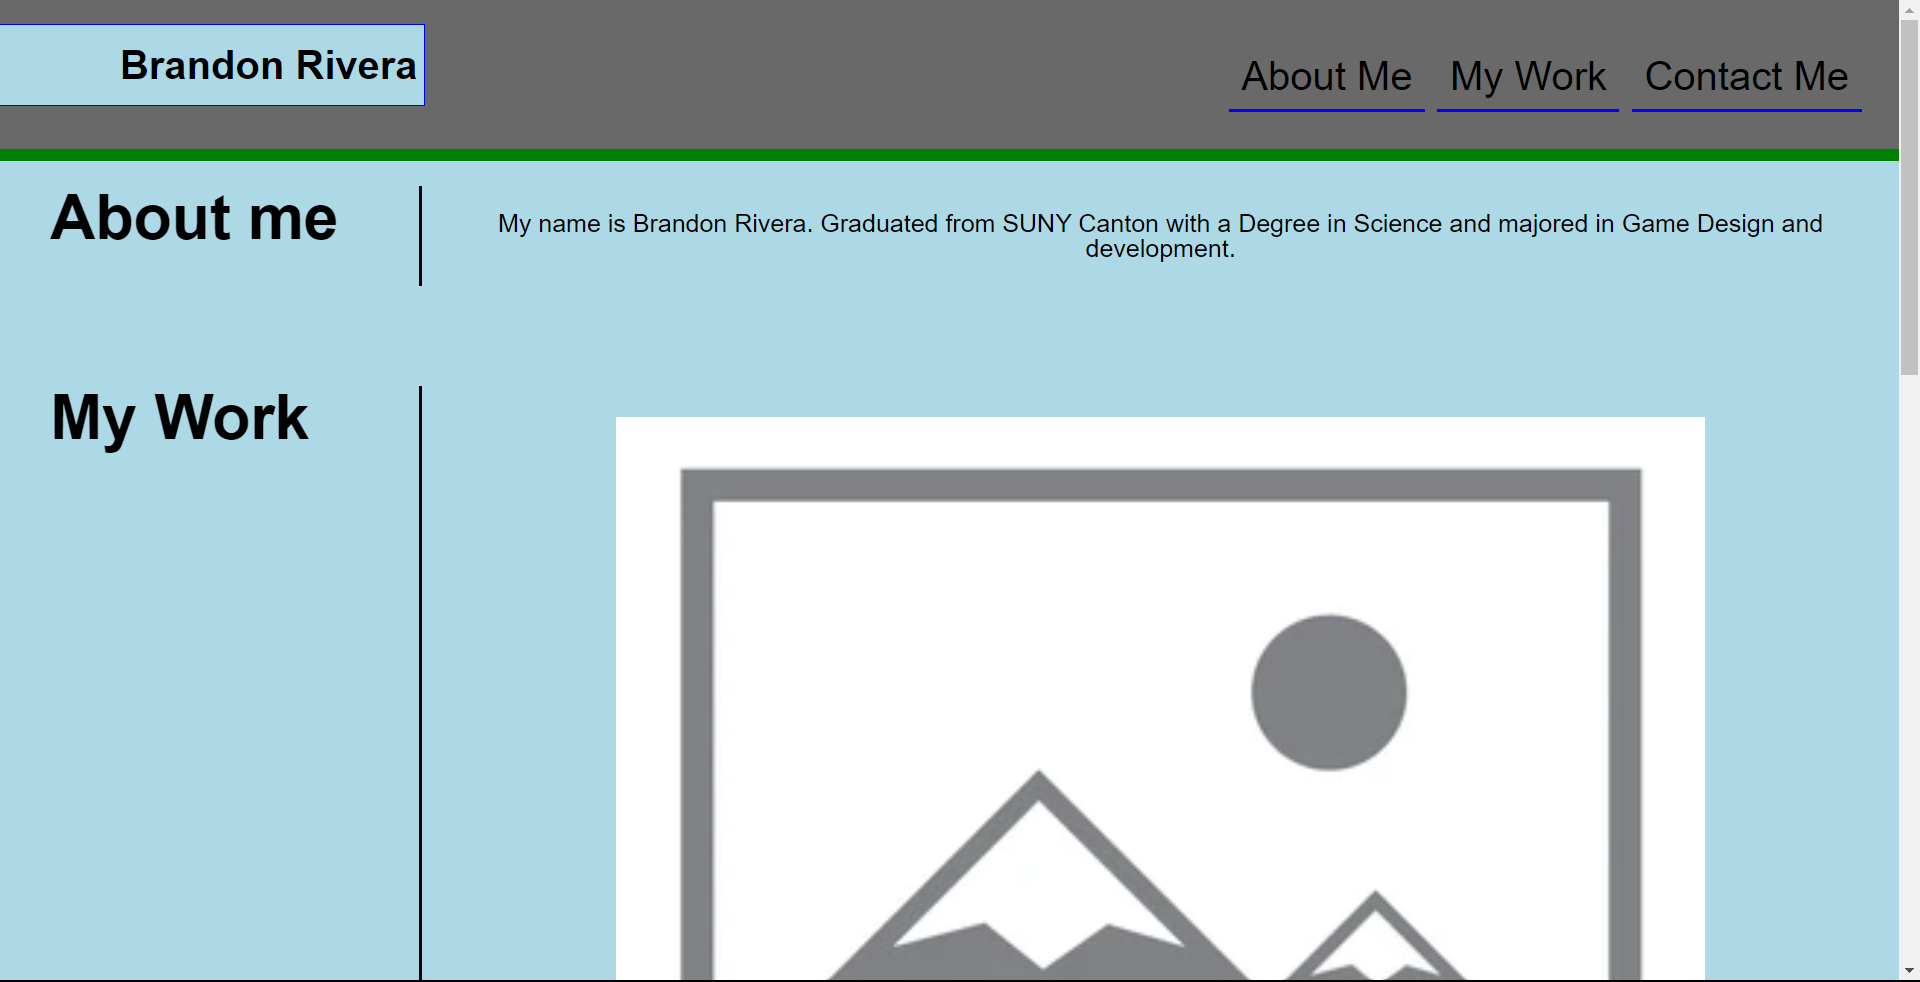 Brandon Rivera
About Me My Work Contact Me
About me
My name is Brandon Rivera. Graduated from SUNY Canton with a Degree in Science and majored in Game Design and
development.
My Work